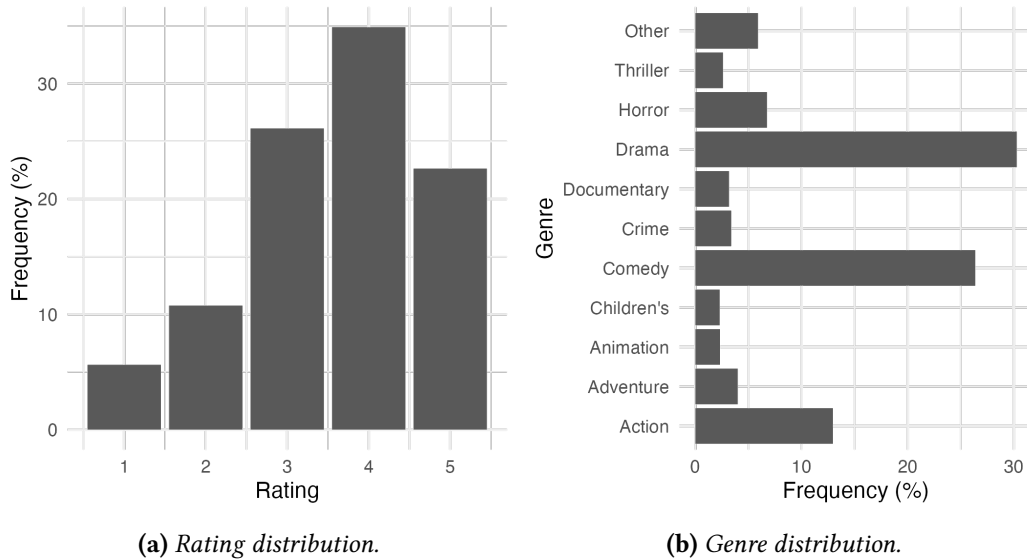 30
20
10
0
Frequency (%)
1 2 3 4 5
Rating
(a) Rating distribution.
Genre
Other
Thriller
Horror
Drama
Documentary
Crime
Comedy
Children's
Animation
Adventure
Action
0 10 20 30
Frequency (%)
(b) Genre distribution.